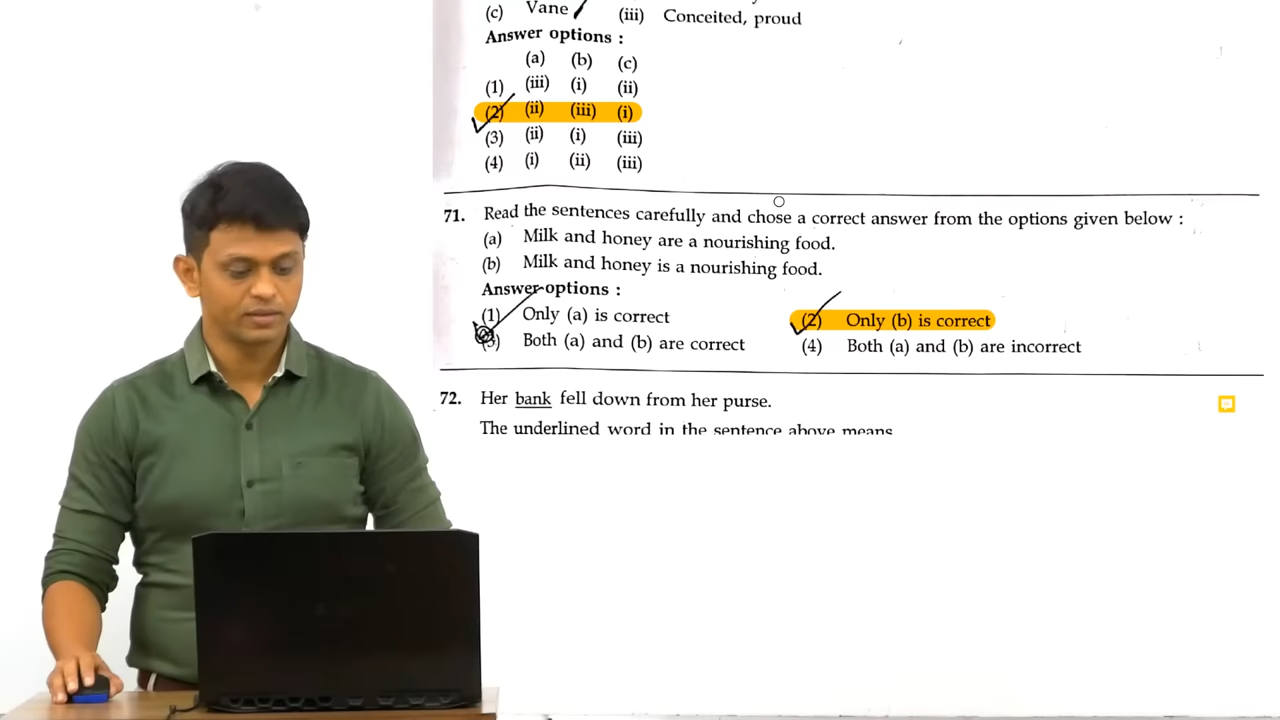 (c) Vane (iii) Conceited, proud
Answer options :
(a) (b) (c)
(1) (iii) (i) (ii)
(2) (ii) (iii) (i)
(3) (ii) (i) (iii)
(4) (i) (ii) (iii)
71. Read the sentences carefully and chose a correct answer from the options given below :
(a) Milk and honey are a nourishing food.
(b) Milk and honey is a nourishing food.
Answer options :
(1) Only (a) is correct (2) Only (b) is correct
(3) Both (a) and (b) are correct (4) Both (a) and (b) are incorrect
72. Her bank fell down from her purse.
The underlined word in the sentence above means